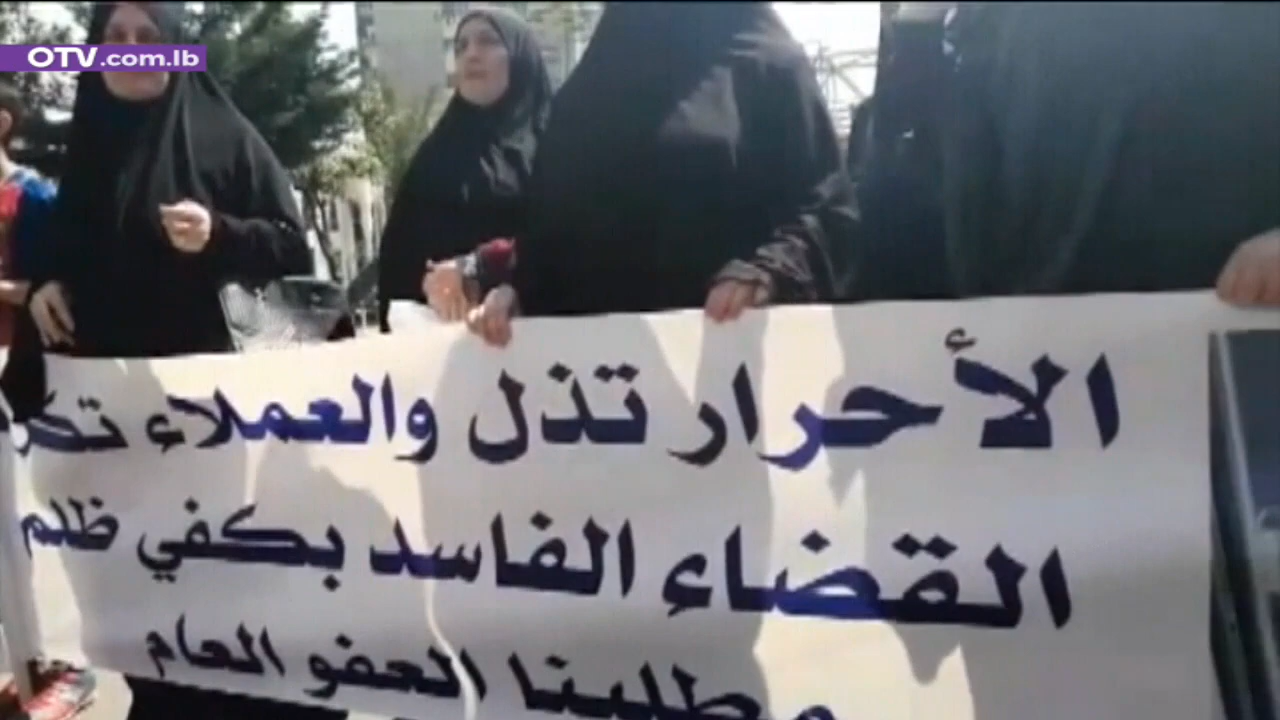 OTV.com.lb
الأحرار تذل والعملاء
القضاء الفاسد بكفي ظلم
مطلبنا العفو العام